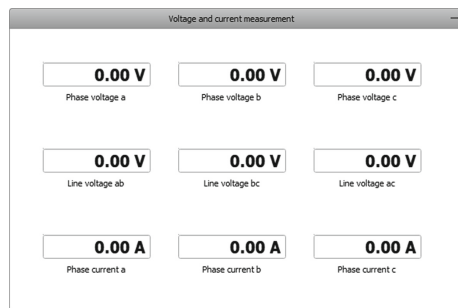 Voltage and current measurement
0.00 V 0.00 V 0.00 V
Phase voltage a Phase voltage b Phase voltage c
0.00 V 0.00 V 0.00 V
Line voltage ab Line voltage bc Line voltage ac
0.00 A 0.00 A 0.00 A
Phase current a Phase current b Phase current c